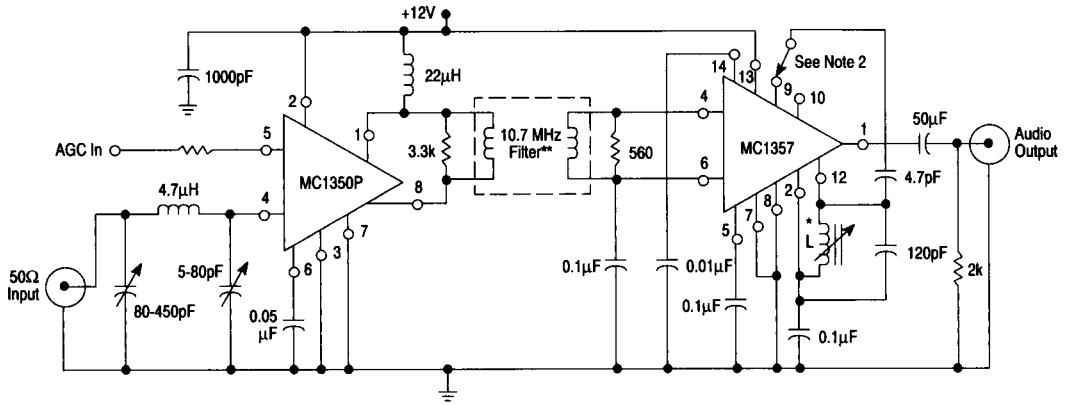 +12V
1000pF
22μH
2
1
5
AGC In
3.3k
10.7 MHz
Filter**
4
6
560
14
13
9
10
See Note 2
MC1350P
MC1357
1
50μF
Audio
Output
4.7μH
4
8
7
3
6
5
7
8
2
12
4.7pF
*
L
50Ω
Input
80-450pF
5-80pF
0.05
μF
0.1μF
0.01μF
0.1μF
120pF
0.1μF
2k